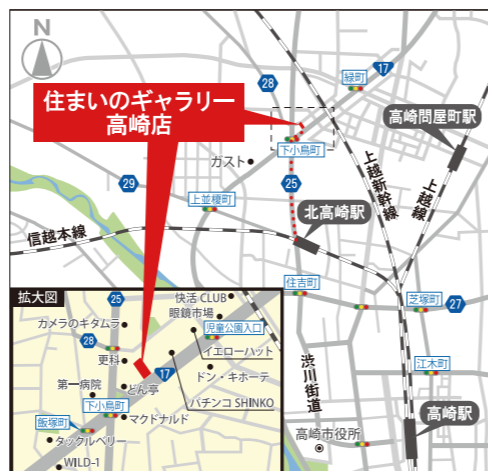 N
住まいのギャラリー
高崎店
28
緑町
17
高崎問屋町駅
下小鳥町
ガスト
25
上越新幹線
上越線
29
上並榎町
北高崎駅
信越本線
住吉町
芝塚町
27
渋川街道
江木町
高崎駅
高崎市役所
拡大図
25
快活 CLUB
眼鏡市場
カメラのキタムラ
児童公園入口
28
イエローハット
更科
17
ドン・キホーテ
第一病院
どん亭
パチンコ SHINKO
下小鳥町
マクドナルド
飯塚町
タックルベリー
WILD-1